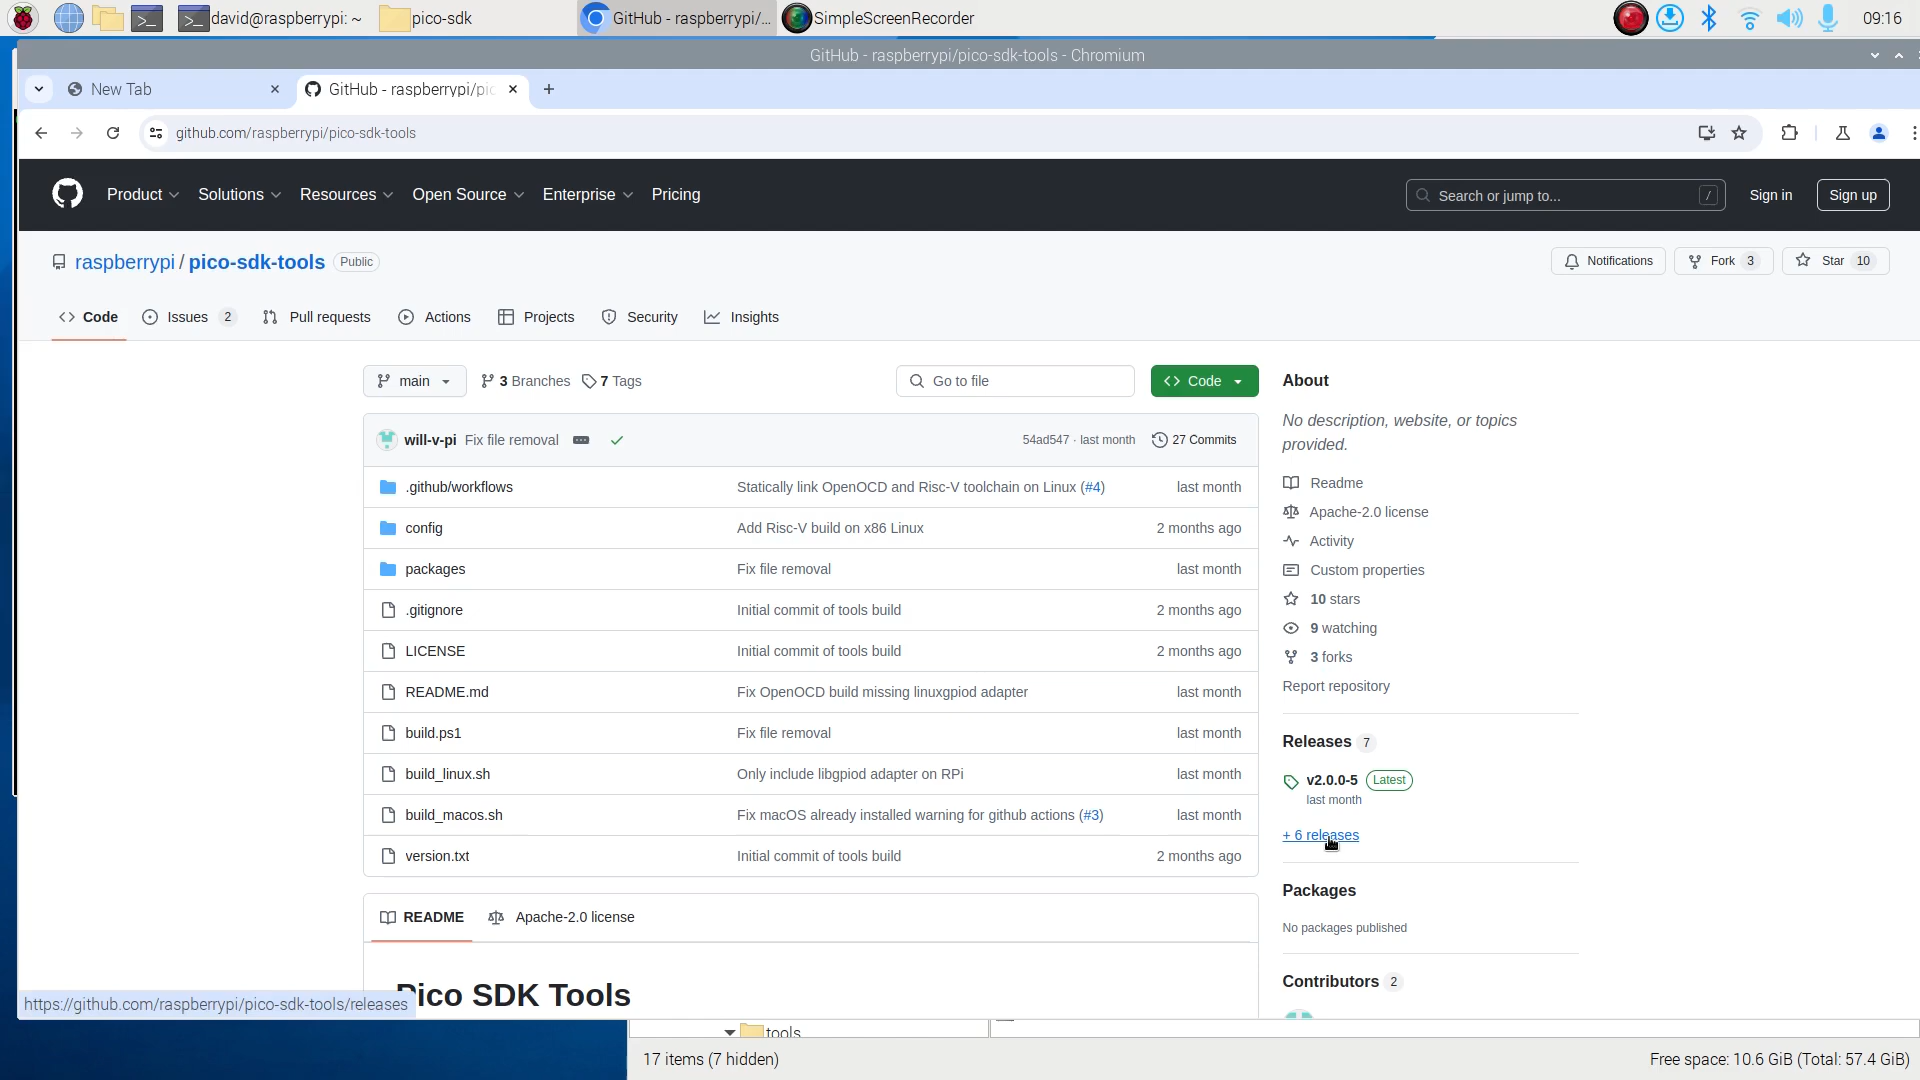 david@raspberrypi: ~
pico-sdk
GitHub - raspberrypi/...
SimpleScreenRecorder
09:16
GitHub - raspberrypi/pico-sdk-tools - Chromium
New Tab
GitHub - raspberrypi/pic
github.com/raspberrypi/pico-sdk-tools
Product
Solutions
Resources
Open Source
Enterprise
Pricing
Search or jump to...
/
Sign in
Sign up
raspberrypi / pico-sdk-tools
Public
Notifications
Fork 3
Star 10
Code
Issues 2
Pull requests
Actions
Projects
Security
Insights
main
3 Branches
7 Tags
Go to file
Code
will-v-pi Fix file removal
54ad547 · last month
27 Commits
.github/workflows Statically link OpenOCD and Risc-V toolchain on Linux (#4) last month
config Add Risc-V build on x86 Linux 2 months ago
packages Fix file removal last month
.gitignore Initial commit of tools build 2 months ago
LICENSE Initial commit of tools build 2 months ago
README.md Fix OpenOCD build missing linuxgpiod adapter last month
build.ps1 Fix file removal last month
build_linux.sh Only include libgpiod adapter on RPi last month
build_macos.sh Fix macOS already installed warning for github actions (#3) last month
version.txt Initial commit of tools build 2 months ago
README
Apache-2.0 license
Pico SDK Tools
About
No description, website, or topics
provided.
Readme
Apache-2.0 license
Activity
Custom properties
10 stars
9 watching
3 forks
Report repository
Releases 7
v2.0.0-5 Latest
last month
+ 6 releases
Packages
No packages published
Contributors 2
https://github.com/raspberrypi/pico-sdk-tools/releases
tools
17 items (7 hidden)
Free space: 10.6 GiB (Total: 57.4 GiB)